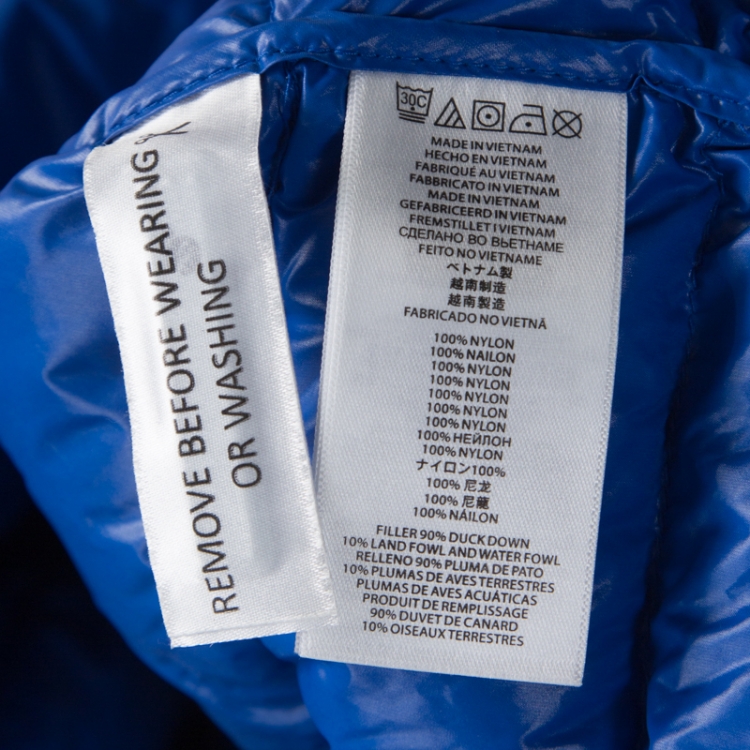 REMOVE BEFORE WEARING
OR WASHING
30C
MADE IN VIETNAM
HECHO EN VIETNAM
FABRIQUÉ AU VIETNAM
FABBRICATO IN VIETNAM
MADE IN VIETNAM
GEFABRICEERD IN VIETNAM
FREMSTILLET I VIETNAM
СДЕЛАНО ВО ВЬЕТНАМЕ
FEITO NO VIETNAME
ベトナム製
越南制造
越南製造
FABRICADO NO VIETNÃ
100% NYLON
100% NAILON
100% NYLON
100% NYLON
100% NYLON
100% NYLON
100% NYLON
100% НЕЙЛОН
100% NYLON
ナイロン100%
100% 尼龙
100% 尼龍
100% NÁILON
FILLER 90% DUCK DOWN
10% LAND FOWL AND WATER FOWL
RELLENO 90% PLUMA DE PATO
10% PLUMAS DE AVES TERRESTRES
PLUMAS DE AVES ACUÁTICAS
PRODUIT DE REMPLISSAGE
90% DUVET DE CANARD
10% OISEAUX TERRESTRES